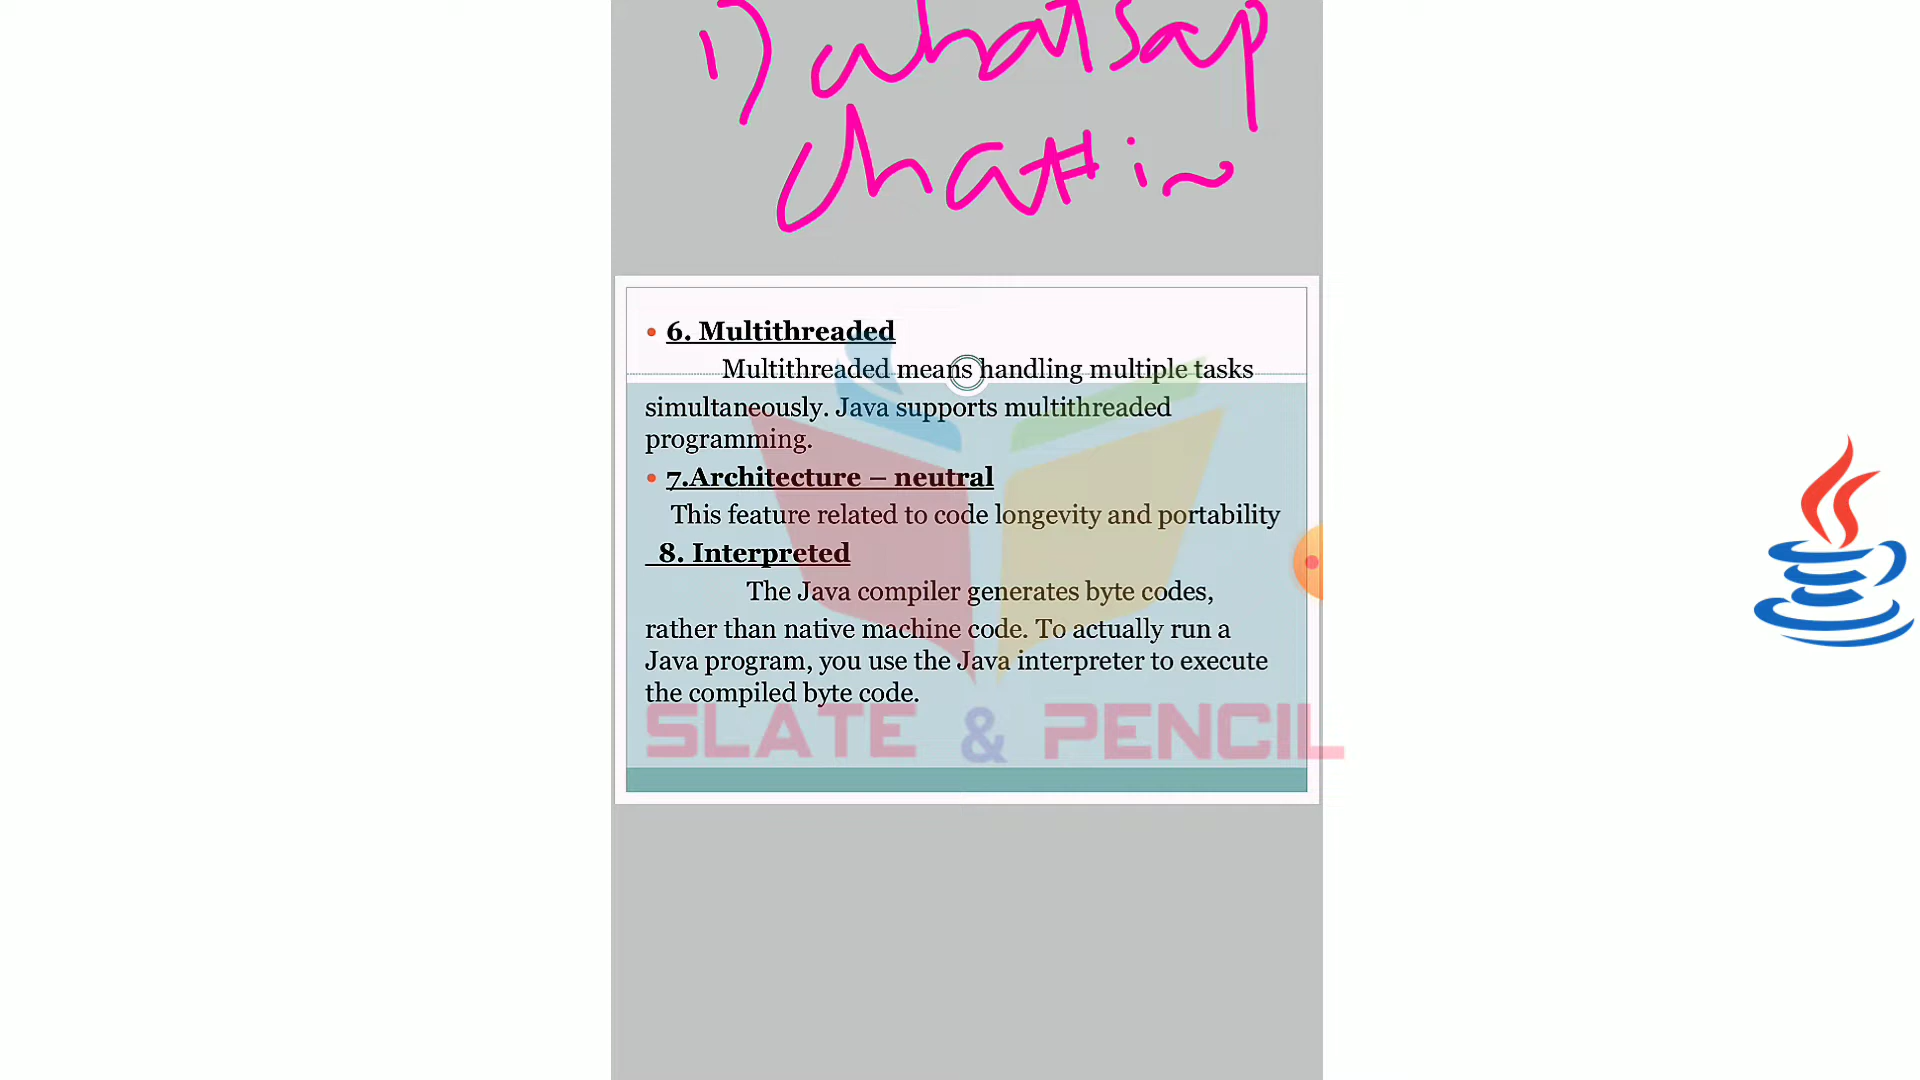 1) whatsap
chatting
6. Multithreaded
Multithreaded means handling multiple tasks
simultaneously. Java supports multithreaded
programming.
7.Architecture – neutral
This feature related to code longevity and portability
8. Interpreted
The Java compiler generates byte codes,
rather than native machine code. To actually run a
Java program, you use the Java interpreter to execute
the compiled byte code.
SLATE & PENCIL